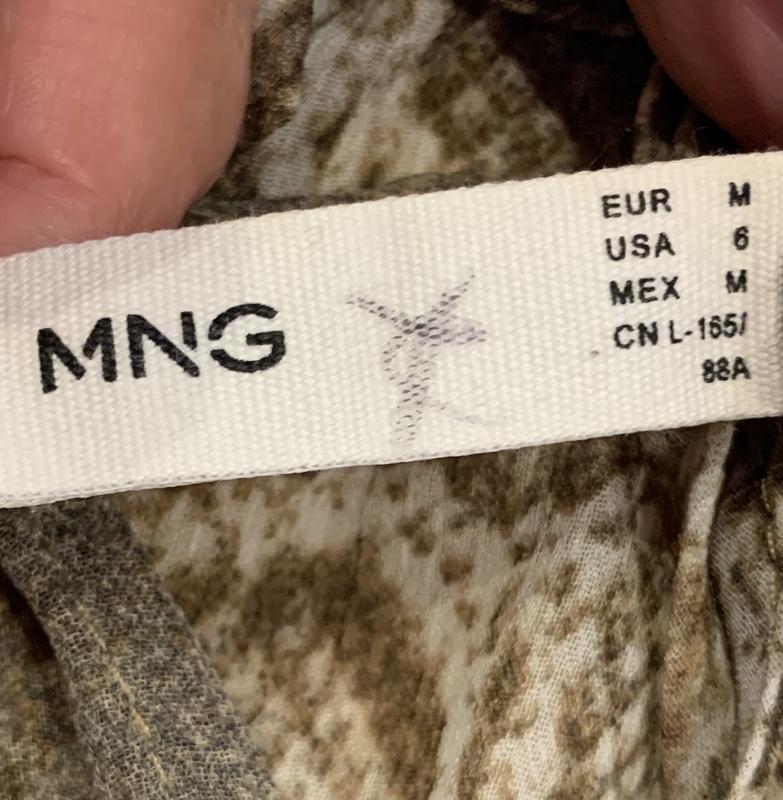 MNG
EUR M
USA 6
MEX M
CN L-165/
88A